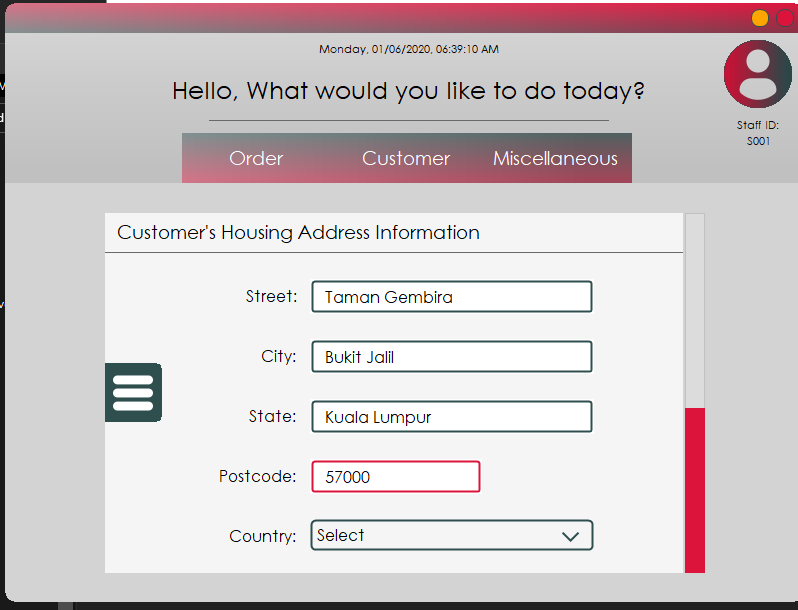 Monday, 01/06/2020, 06:39:10 AM
Hello, What would you like to do today?
Staff ID:
S001
Order Customer Miscellaneous
Customer's Housing Address Information
Street: Taman Gembira
City: Bukit Jalil
State: Kuala Lumpur
Postcode: 57000
Country: Select